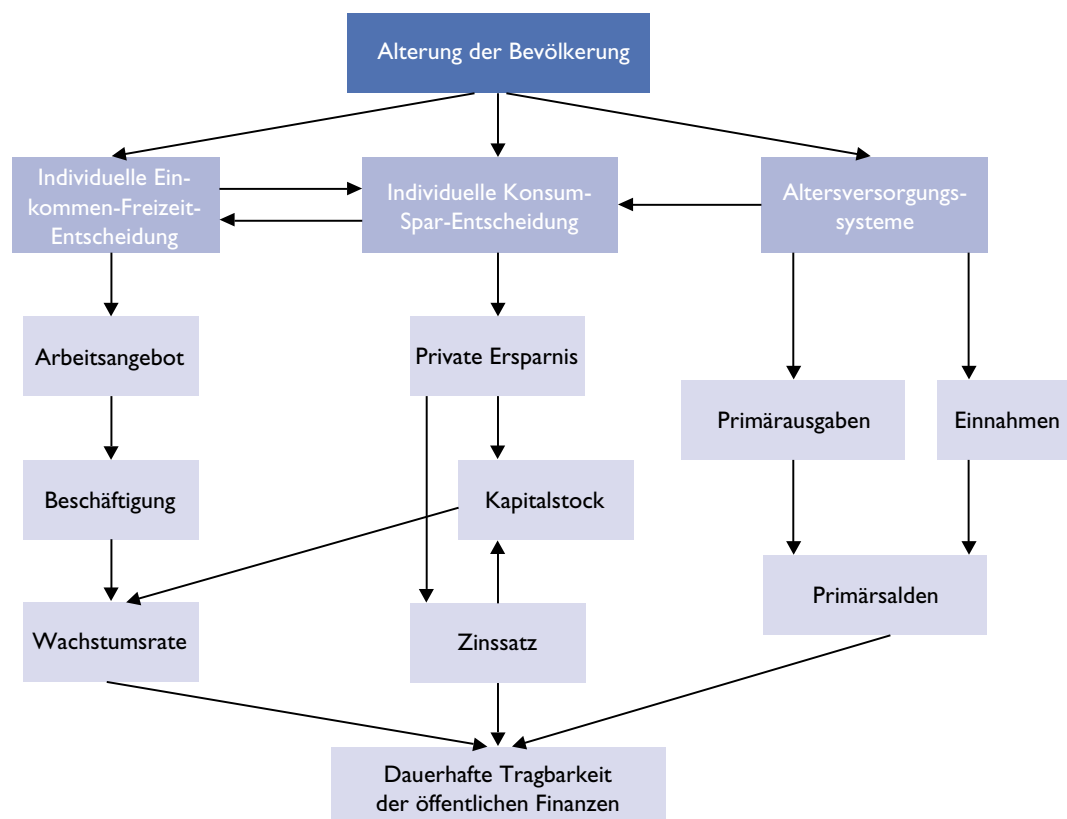 Alterung der Bevölkerung
Individuelle Ein-
kommen-Freizeit-
Entscheidung
Individuelle Konsum-
Spar-Entscheidung
Altersversorgungs-
systeme
Arbeitsangebot
Private Ersparnis
Primärausgaben
Einnahmen
Beschäftigung
Kapitalstock
Primärsalden
Wachstumsrate
Zinssatz
Dauerhafte Tragbarkeit
der öffentlichen Finanzen